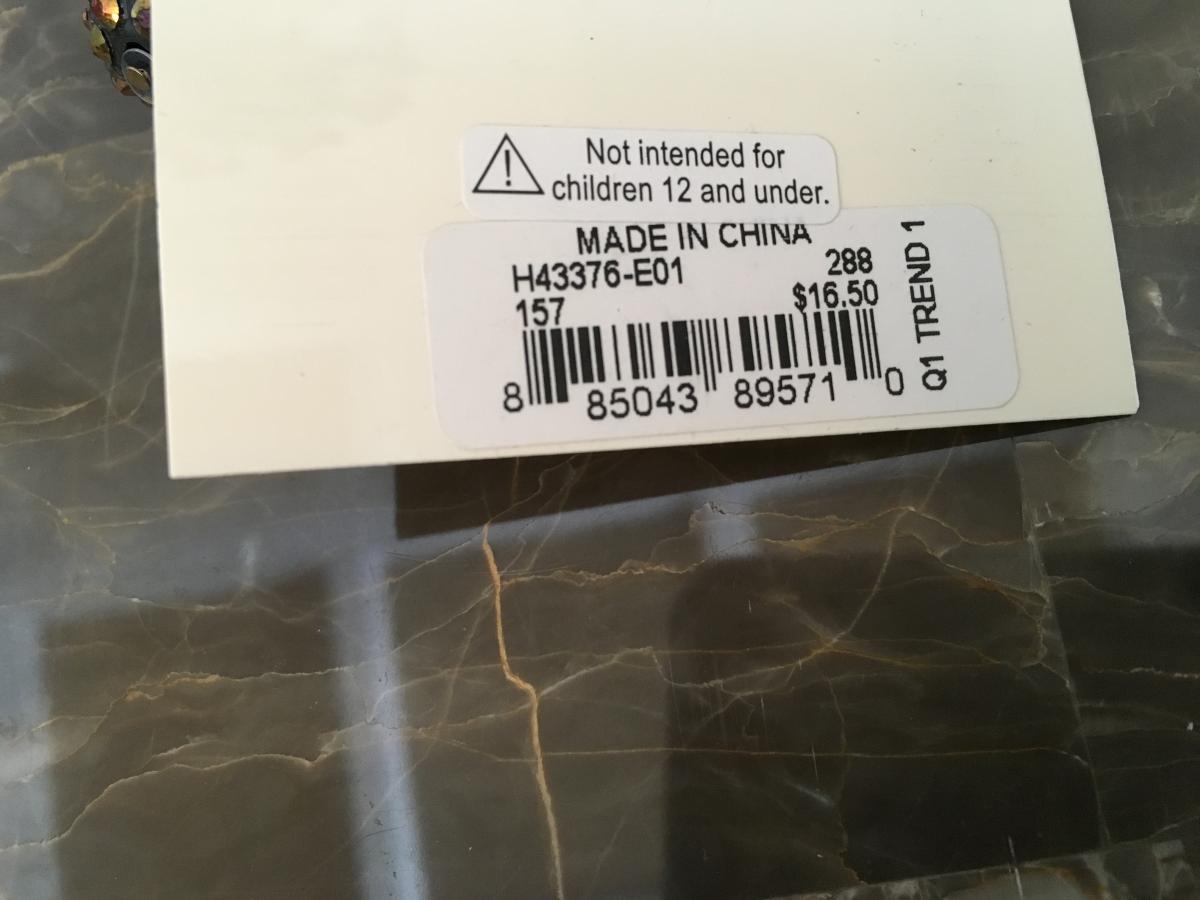 Not intended for
children 12 and under.
MADE IN CHINA
H43376-E01 288
157 $16.50
8 85043 89571 0
Q1 TREND 1